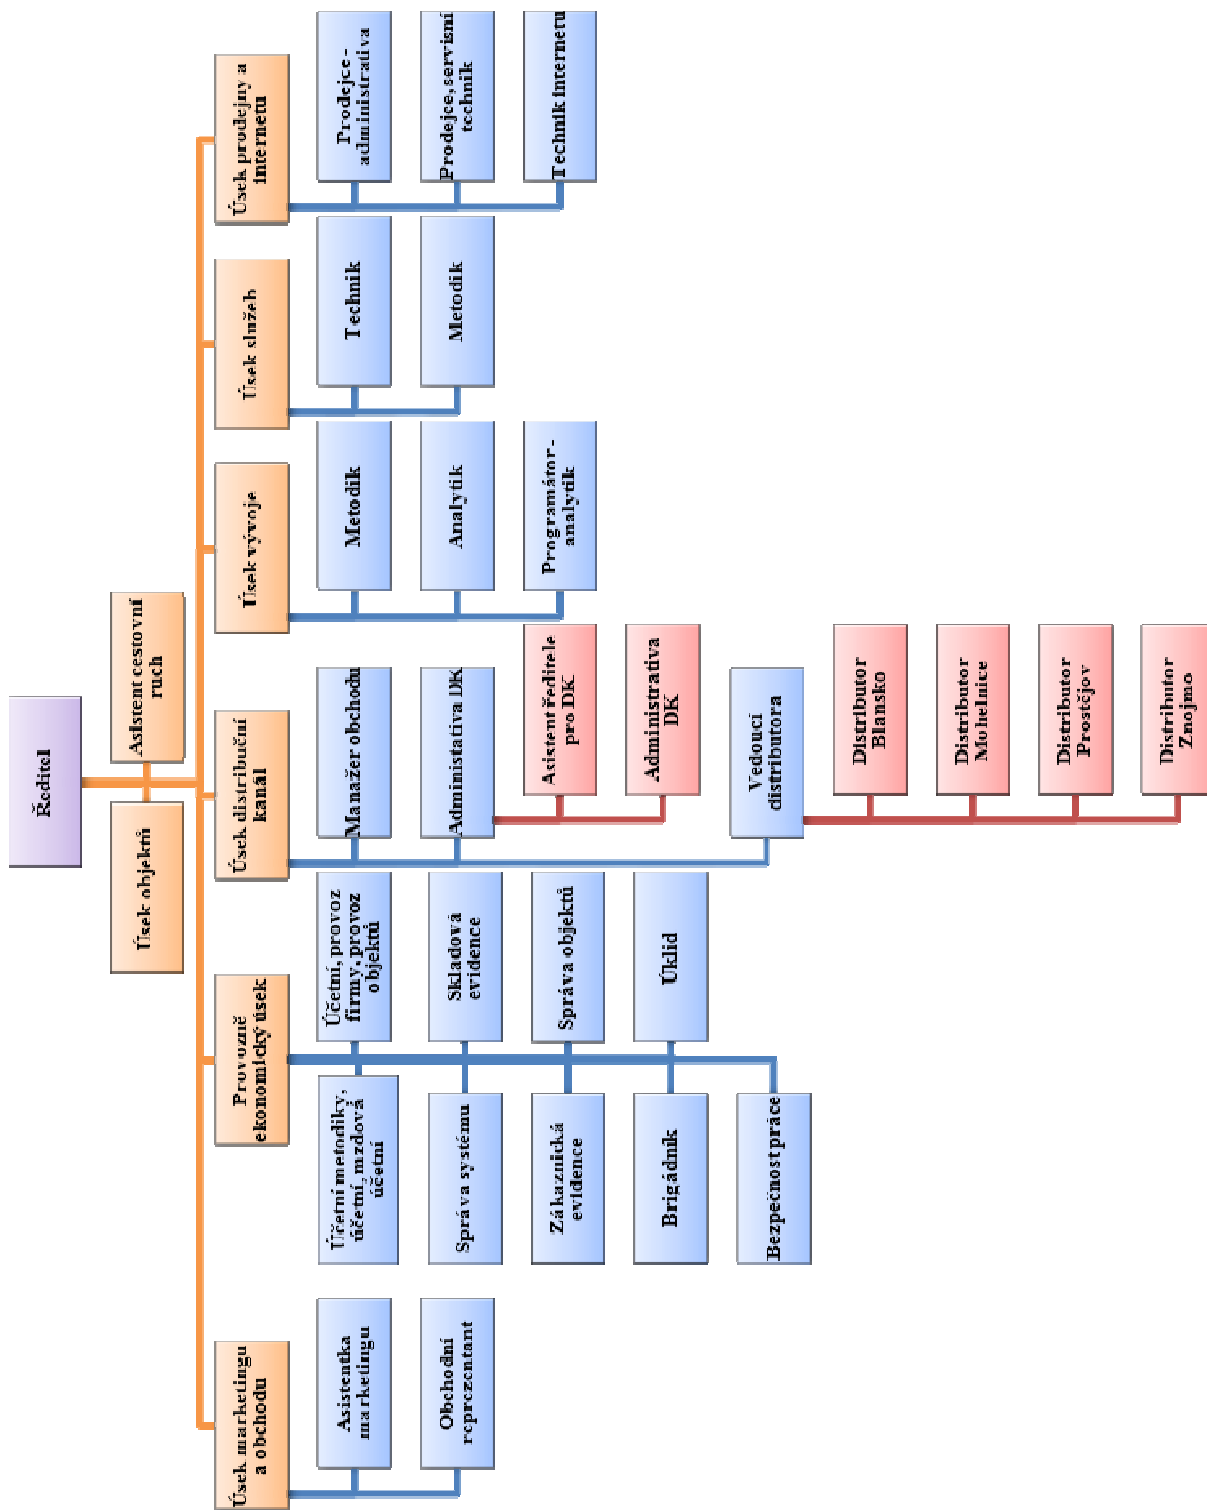 Ředitel
Úsek objektů
Asistent cestovní
ruch
Úsek marketingu
a obchodu
Asistentka
marketingu
Obchodní
reprezentant
Provozně
ekonomický úsek
Účetní metodiky,
účetní, mzdová
účetní
Účetní, provoz
firmy, provoz
objektů
Správa systému
Skladová
evidence
Zákaznická
evidence
Správa objektů
Brigádník
Úklid
Bezpečnost práce
Úsek distribuční
kanál
Manažer obchodu
Administativa DK
Asistent ředitele
pro DK
Administrativa
DK
Vedoucí
distributora
Distributor
Blansko
Distributor
Mohelnice
Distributor
Prostějov
Distributor
Znojmo
Úsek vývoje
Metodik
Analytik
Programátor-
analytik
Úsek služeb
Technik
Metodik
Úsek prodejny a
internetu
Prodejce-
administrativa
Prodejce, servisní
technik
Technik internetu